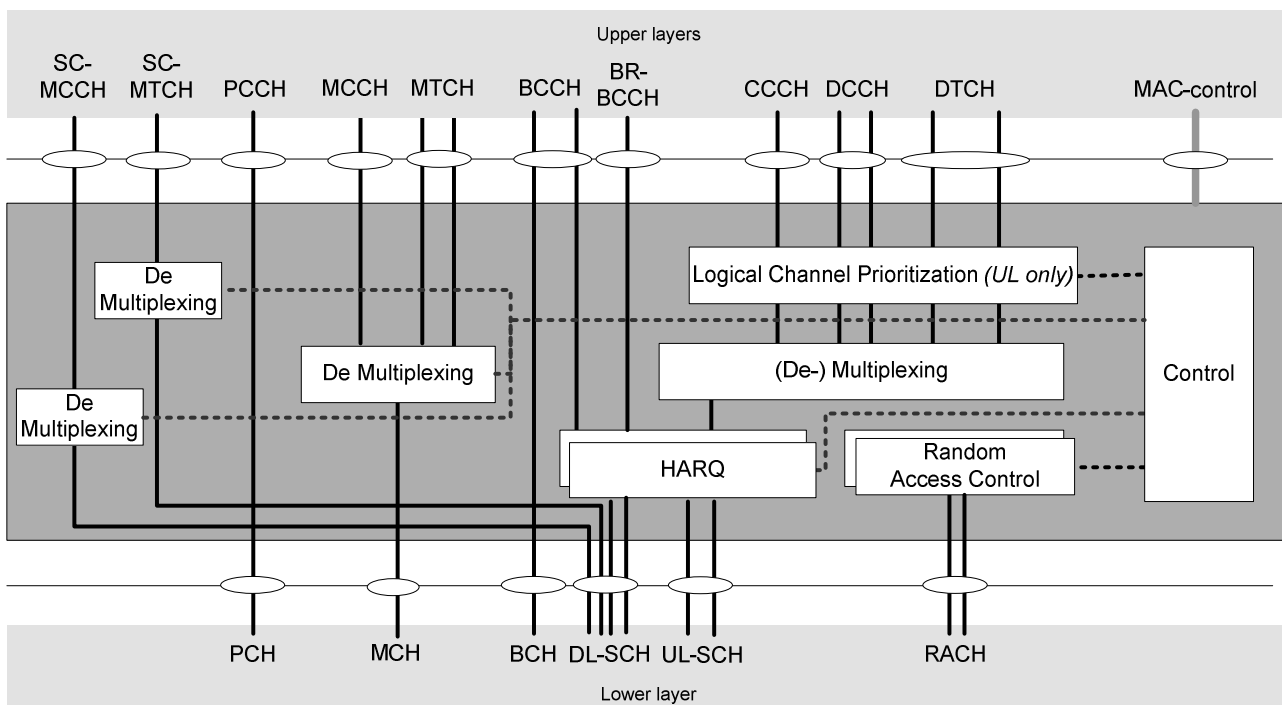 Upper layers
SC-
MCCH
SC-
MTCH
PCCH
MCCH
MTCH
BCCH
BR-
BCCH
CCCH
DCCH
DTCH
MAC-control
De
Multiplexing
Logical Channel Prioritization (UL only)
De Multiplexing
(De-) Multiplexing
Control
De
Multiplexing
HARQ
Random
Access Control
PCH
MCH
BCH
DL-SCH
UL-SCH
RACH
Lower layer